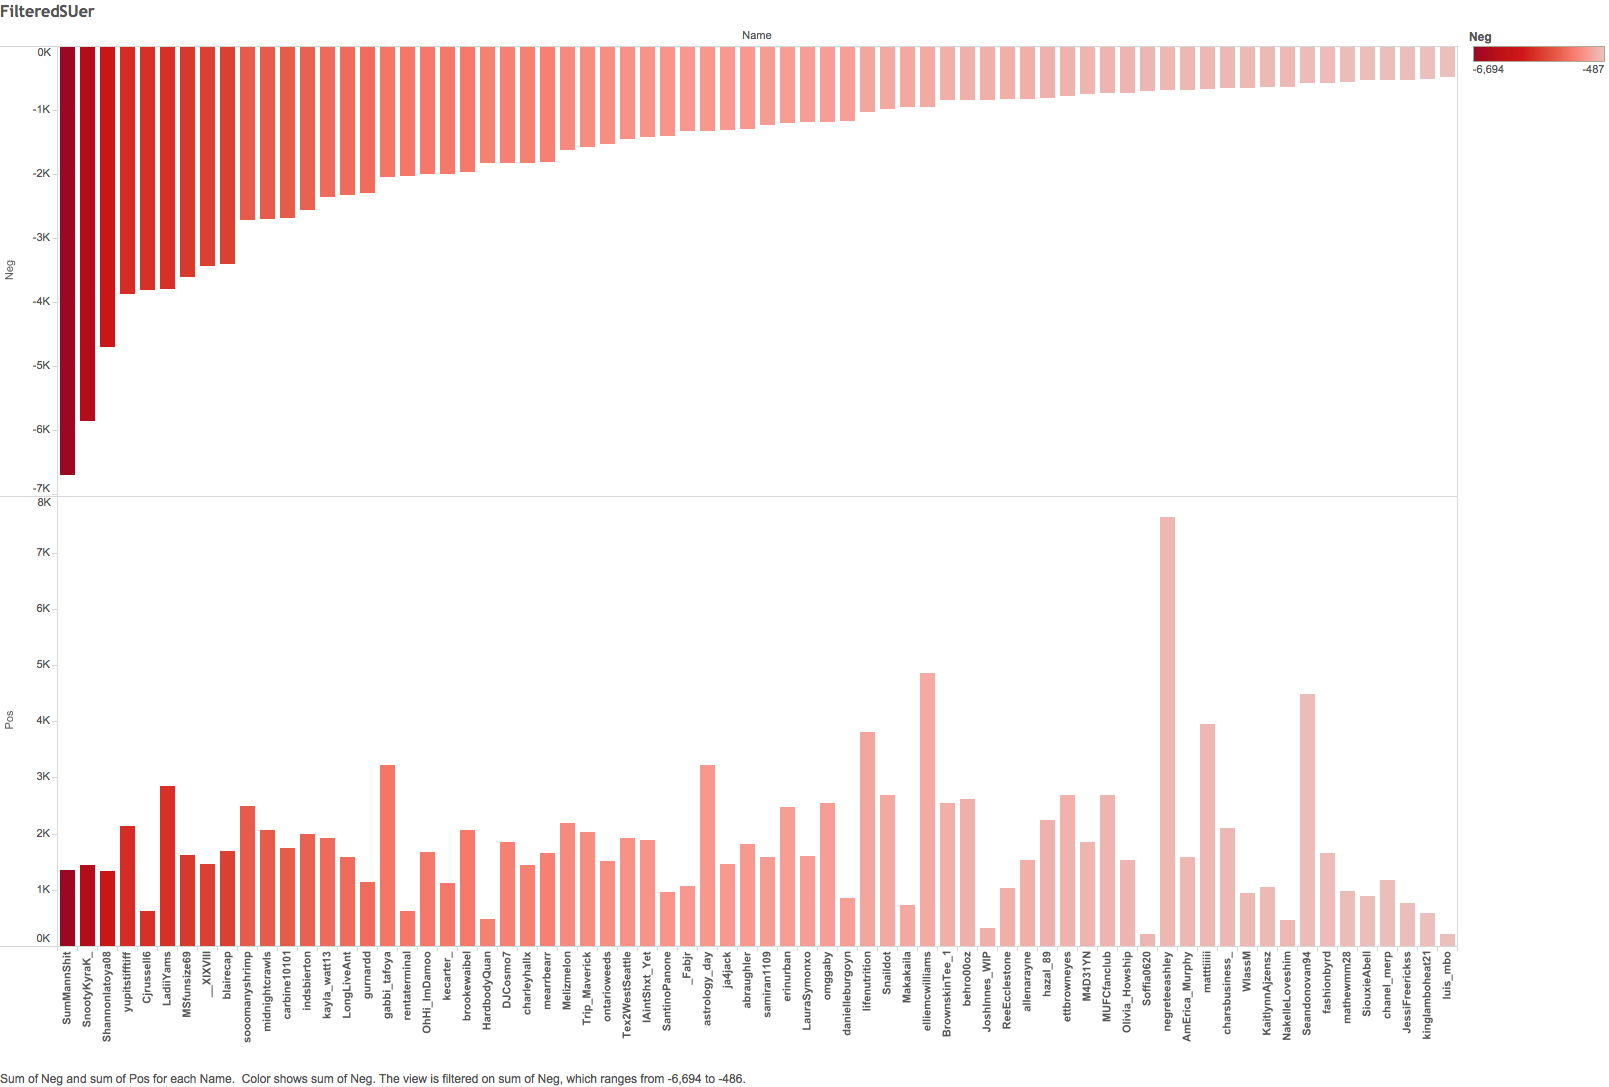 FilteredSUer
Name
Neg
-6,694 -487
0K
-1K
-2K
-3K
-4K
-5K
-6K
-7K
Neg
8K
7K
6K
5K
4K
3K
2K
1K
0K
Pos
SumMannShit
SnootyKyraK_
Shannonlatoya08
yupitstifftiff
Cjrussell6
LadiiYams
MSfunsize69
__XIXVIII
blairecap
soooomanyshrimp
midnightcrawls
carbine10101
indsbierton
kayla_watt13
LongLiveAnt
gurnardd
gabbi_tafoya
rentaterminal
OhHi_ImDamoo
kecarter_
brookewaibel
HardbodyQuan
DJCosmo7
charleyhallx
mearrbearr
Melizmelon
Trip_Maverick
ontarioweeds
Tex2WestSeattle
IAintShxt_Yet
SantinoPanone
_Fabjr
astrology_day
ja4jack
abraughler
samiran1109
erinurban
LauraSymonxo
omggaby
danielleburgoyn
lifenutrition
Snaildot
Makakaila
elliemcwilliams
BrownskinTee_1
behro00oz
JoshInnes_WIP
ReeEcclestone
allenarayne
hazal_89
ettbrowneyes
M4D31YN
MUFCfanclub
Olivia_Howship
Soffia0620
negreteeashley
AmErica_Murphy
charsbusiness_
WlassM
KaitlynnAjzensz
NakelleLoveshim
Seandonovan94
fashionbyrd
mathewmm28
SiouxieAbell
chanel_merp
JessiFreerickss
kinglamboheat21
luis_mbo
Sum of Neg and sum of Pos for each Name.  Color shows sum of Neg. The view is filtered on sum of Neg, which ranges from -6,694 to -486.